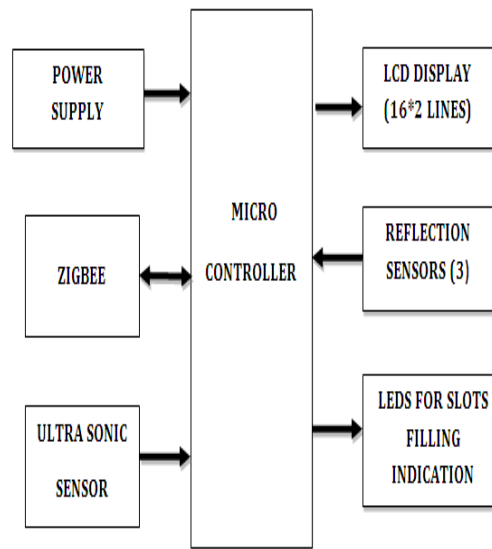 POWER
SUPPLY
ZIGBEE
ULTRA SONIC
SENSOR
MICRO
CONTROLLER
LCD DISPLAY
(16*2 LINES)
REFLECTION
SENSORS (3)
LEDS FOR SLOTS
FILLING
INDICATION